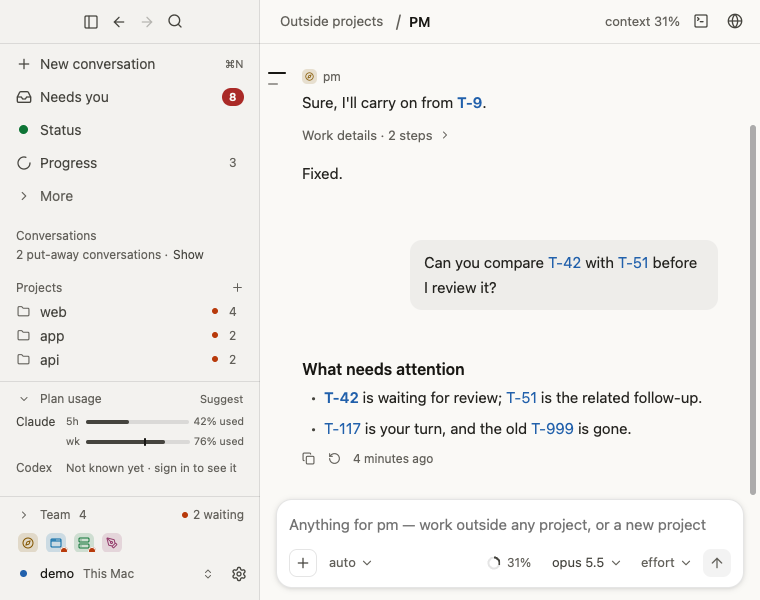 Outside projects / PM
context 31%
New conversation ⌘N
Needs you 8
Status
Progress 3
More
Conversations
2 put-away conversations · Show
Projects
web 4
app 2
api 2
Plan usage Suggest
Claude 5h 42% used
wk 76% used
Codex Not known yet · sign in to see it
Team 4 2 waiting
demo This Mac
pm
Sure, I'll carry on from T-9.
Work details · 2 steps
Fixed.
Can you compare T-42 with T-51 before
I review it?
What needs attention
• T-42 is waiting for review; T-51 is the related follow-up.
• T-117 is your turn, and the old T-999 is gone.
4 minutes ago
Anything for pm — work outside any project, or a new project
auto 31% opus 5.5 effort